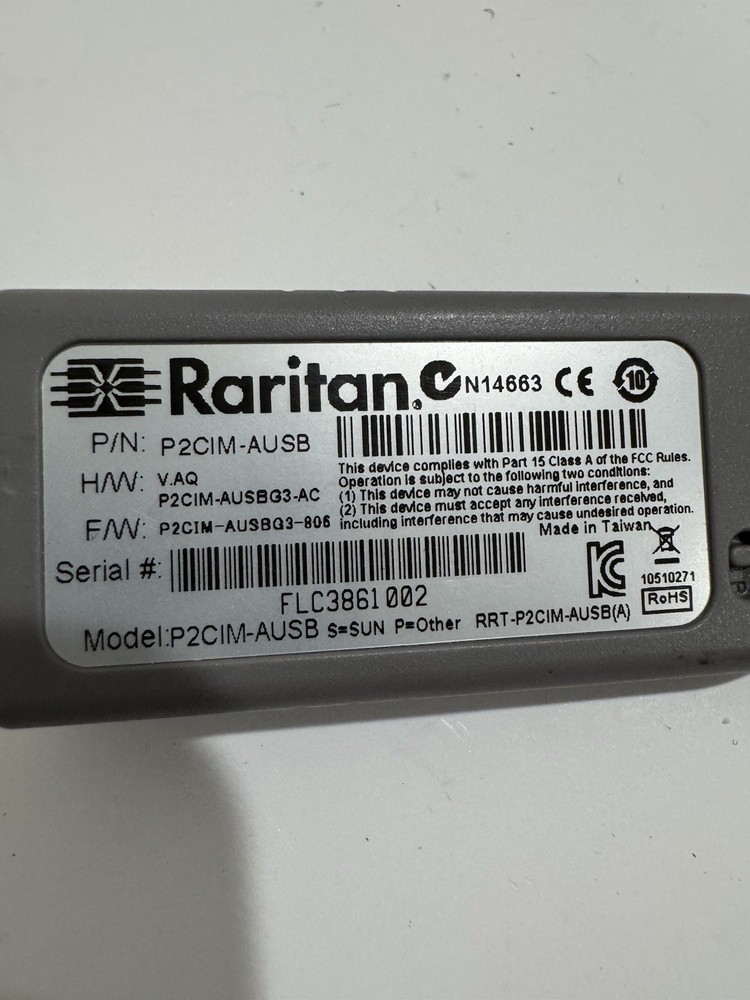 Raritan. N14663 CE 10
P/N: P2CIM-AUSB
This device complies with Part 15 Class A of the FCC Rules.
Operation is subject to the following two conditions:
(1) This device may not cause harmful interference, and
(2) This device must accept any interference received,
including interference that may cause undesired operation.
H/W: V.AQ
P2CIM-AUSBG3-AC
F/W: P2CIM-AUSBG3-806
Made in Taiwan
Serial #:
FLC3861002
10510271
RoHS
Model:P2CIM-AUSB S=SUN P=Other RRT-P2CIM-AUSB(A)